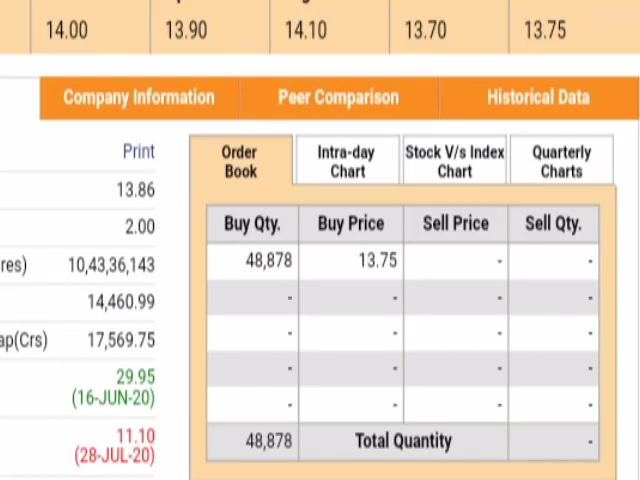 14.00 13.90 14.10 13.70 13.75
Company Information Peer Comparison Historical Data
Print
13.86
2.00
res) 10,43,36,143
14,460.99
ap(Crs) 17,569.75
29.95
(16-JUN-20)
11.10
(28-JUL-20)
Order Book Intra-day Chart Stock V/s Index Chart Quarterly Charts
Buy Qty. Buy Price Sell Price Sell Qty.
48,878 13.75 - -
- - - -
- - - -
- - - -
- - - -
48,878 Total Quantity -